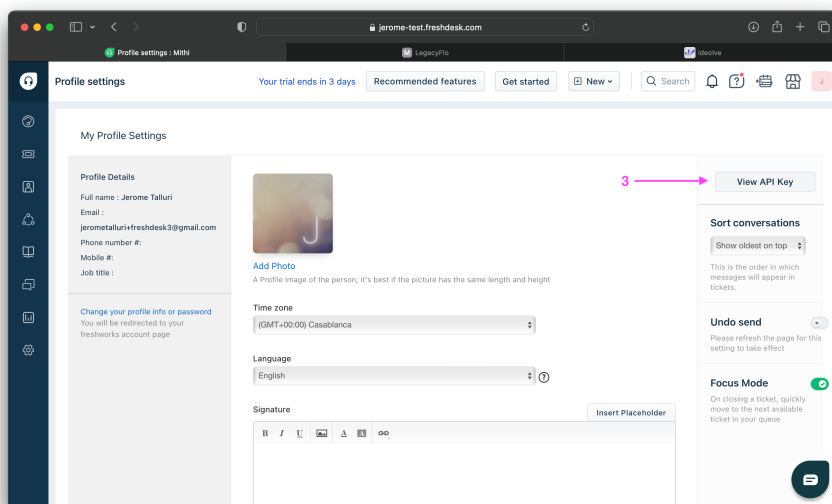 jerome-test.freshdesk.com
Profile settings : Mithi
M LegacyFlo
ideolve
Profile settings
Your trial ends in 3 days
Recommended features
Get started
New
Search
J
My Profile Settings
Profile Details
Full name : Jerome Talluri
Email :
jerometalluri+freshdesk3@gmail.com
Phone number #:
Mobile #:
Job title :
Change your profile info or password
You will be redirected to your
freshworks account page
J
Add Photo
A Profile image of the person, it's best if the picture has the same length and height
Time zone
(GMT+00:00) Casablanca
Language
English
Signature
Insert Placeholder
B I U A A
3
View API Key
Sort conversations
Show oldest on top
This is the order in which
messages will appear in
tickets.
Undo send
Please refresh the page for this
setting to take effect
Focus Mode
On closing a ticket, quickly
move to the next available
ticket in your queue